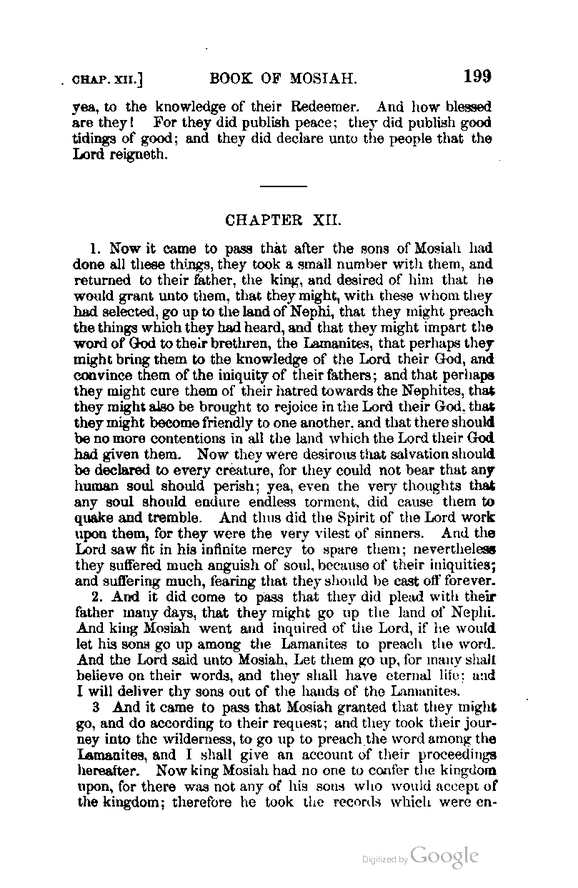 CHAP. XII.] BOOK OF MOSIAH. 199
yea, to the knowledge of their Redeemer. And how blessed
are they! For they did publish peace; they did publish good
tidings of good; and they did declare unto the people that the
Lord reigneth.
CHAPTER XII.
1. Now it came to pass that after the sons of Mosiah had
done all these things, they took a small number with them, and
returned to their father, the king, and desired of him that he
would grant unto them, that they might, with these whom they
had selected, go up to the land of Nephi, that they might preach
the things which they had heard, and that they might impart the
word of God to their brethren, the Lamanites, that perhaps they
might bring them to the knowledge of the Lord their God, and
convince them of the iniquity of their fathers; and that perhaps
they might cure them of their hatred towards the Nephites, that
they might also be brought to rejoice in the Lord their God, that
they might become friendly to one another, and that there should
be no more contentions in all the land which the Lord their God
had given them. Now they were desirous that salvation should
be declared to every creature, for they could not bear that any
human soul should perish; yea, even the very thoughts that
any soul should endure endless torment, did cause them to
quake and tremble. And thus did the Spirit of the Lord work
upon them, for they were the very vilest of sinners. And the
Lord saw fit in his infinite mercy to spare them; nevertheless
they suffered much anguish of soul, because of their iniquities;
and suffering much, fearing that they should be cast off forever.
2. And it did come to pass that they did plead with their
father many days, that they might go up the land of Nephi.
And king Mosiah went and inquired of the Lord, if he would
let his sons go up among the Lamanites to preach the word.
And the Lord said unto Mosiah, Let them go up, for many shall
believe on their words, and they shall have eternal life; and
I will deliver thy sons out of the hands of the Lamanites.
3 And it came to pass that Mosiah granted that they might
go, and do according to their request; and they took their jour-
ney into the wilderness, to go up to preach the word among the
Lamanites, and I shall give an account of their proceedings
hereafter. Now king Mosiah had no one to confer the kingdom
upon, for there was not any of his sons who would accept of
the kingdom; therefore he took the records which were en-
Digitized by Google